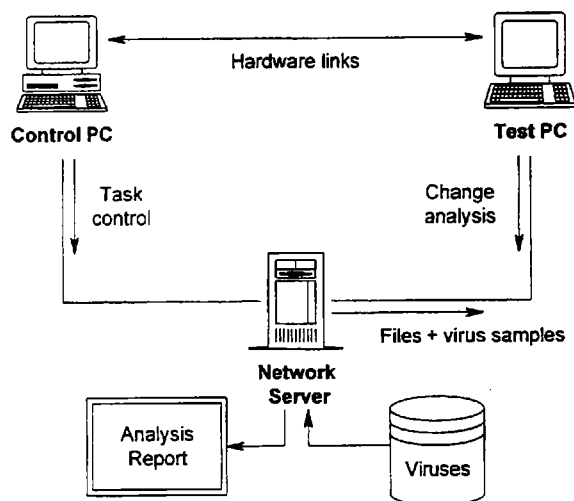 Hardware links
Control PC
Test PC
Task
control
Change
analysis
Files + virus samples
Network
Server
Analysis
Report
Viruses